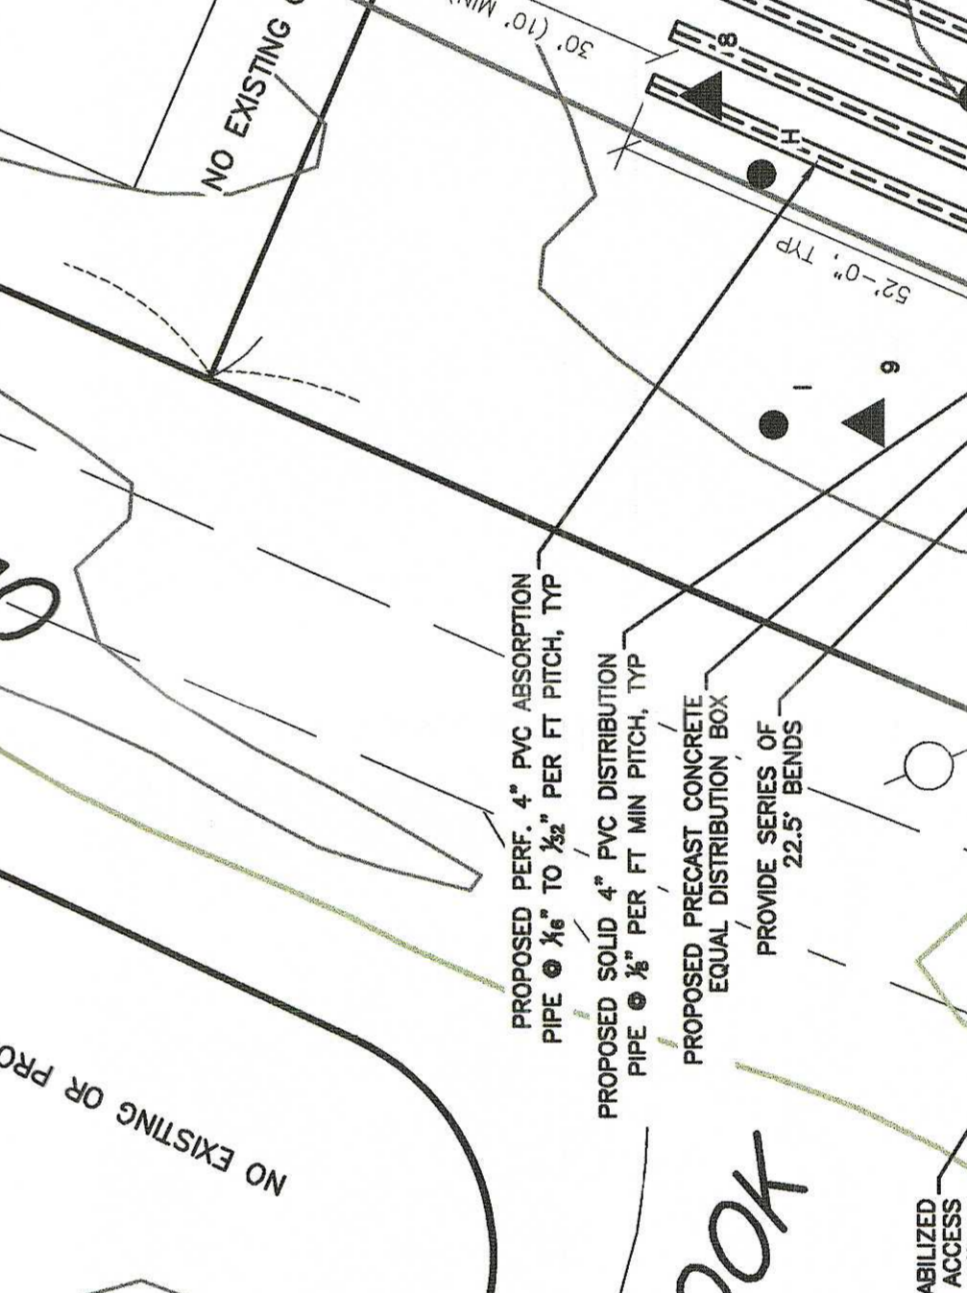 NO EXISTING
30' (10' MIN)
8
H
52'-0", TYP
I
9
PROPOSED PERF. 4" PVC ABSORPTION
PIPE @ 1/16" TO 1/32" PER FT PITCH, TYP
PROPOSED SOLID 4" PVC DISTRIBUTION
PIPE @ 1/8" PER FT MIN PITCH, TYP
PROPOSED PRECAST CONCRETE
EQUAL DISTRIBUTION BOX
PROVIDE SERIES OF
22.5° BENDS
NO EXISTING OR PRO
OOK
ABILIZED
ACCESS